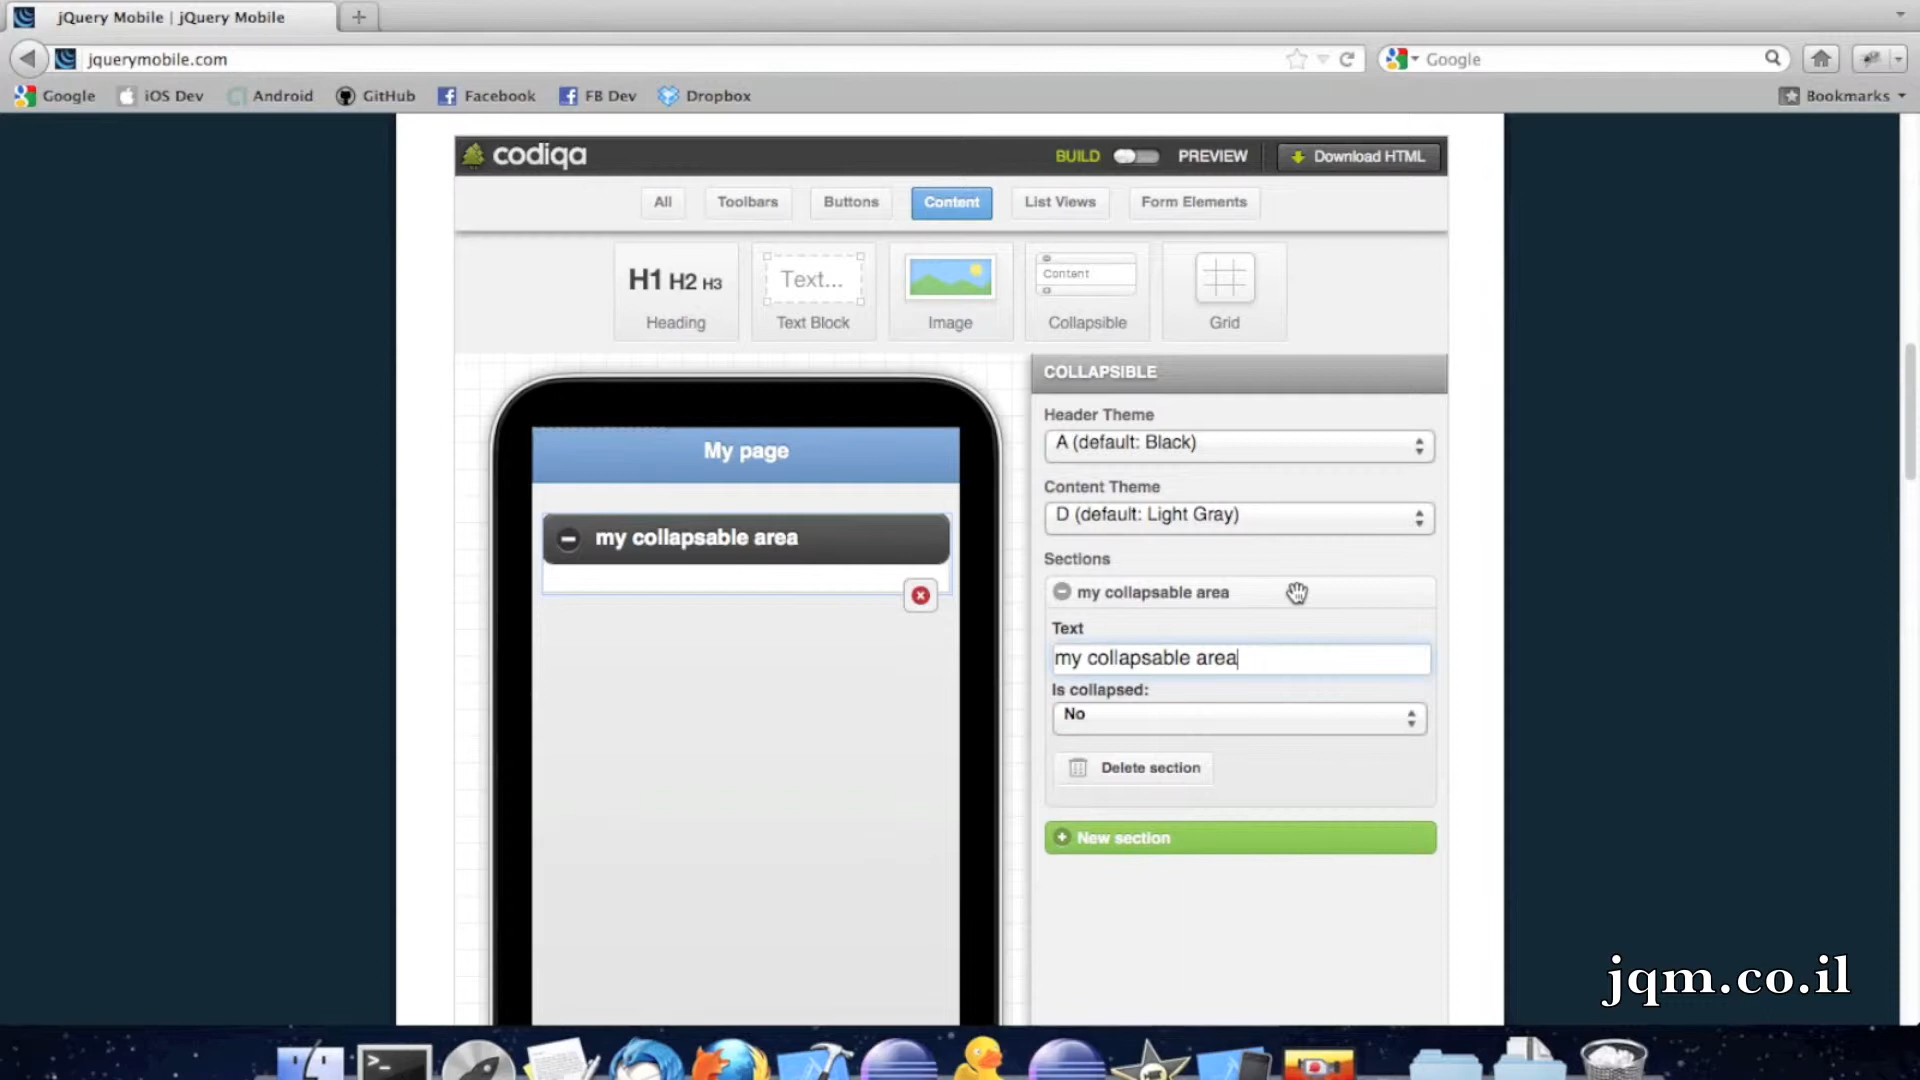 jQuery Mobile | jQuery Mobile
jquerymobile.com
Google
Google
iOS Dev
Android
GitHub
Facebook
FB Dev
Dropbox
Bookmarks
codiqa
BUILD
PREVIEW
Download HTML
All
Toolbars
Buttons
Content
List Views
Form Elements
H1 H2 H3
Text...
Content
Heading
Text Block
Image
Collapsible
Grid
COLLAPSIBLE
Header Theme
A (default: Black)
My page
Content Theme
D (default: Light Gray)
my collapsable area
Sections
my collapsable area
Text
my collapsable area
Is collapsed:
No
Delete section
New section
jqm.co.il